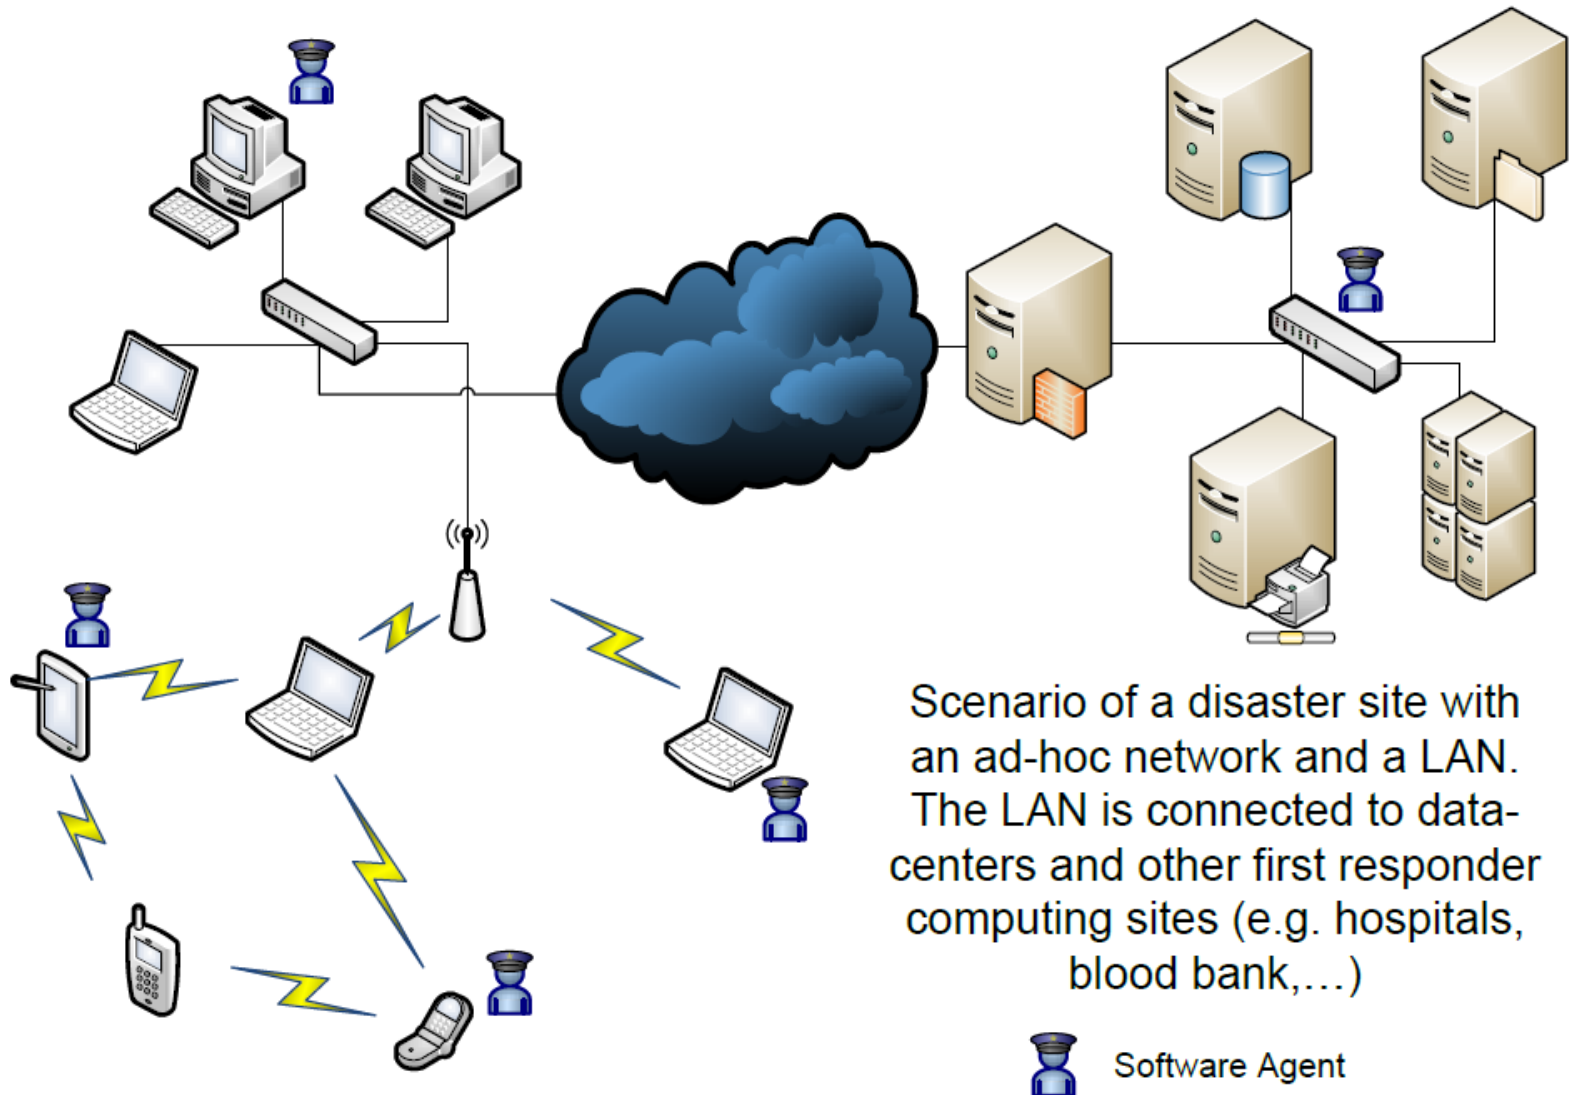 Scenario of a disaster site with
an ad-hoc network and a LAN.
The LAN is connected to data-
centers and other first responder
computing sites (e.g. hospitals,
blood bank,…)
Software Agent